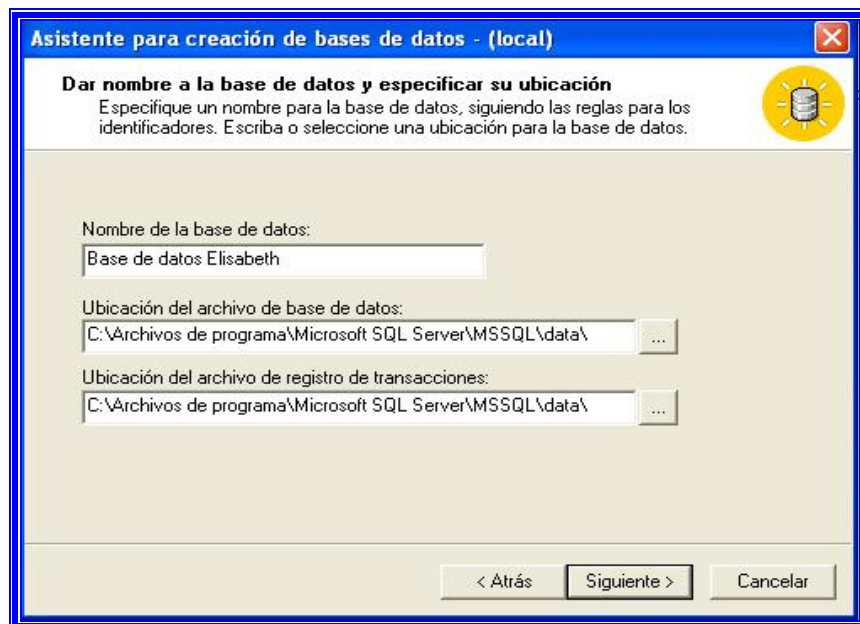 Asistente para creación de bases de datos - (local)
Dar nombre a la base de datos y especificar su ubicación
Especifique un nombre para la base de datos, siguiendo las reglas para los
identificadores. Escriba o seleccione una ubicación para la base de datos.
Nombre de la base de datos:
Base de datos Elisabeth
Ubicación del archivo de base de datos:
C:\Archivos de programa\Microsoft SQL Server\MSSQL\data\
...
Ubicación del archivo de registro de transacciones:
C:\Archivos de programa\Microsoft SQL Server\MSSQL\data\
...
< Atrás
Siguiente >
Cancelar